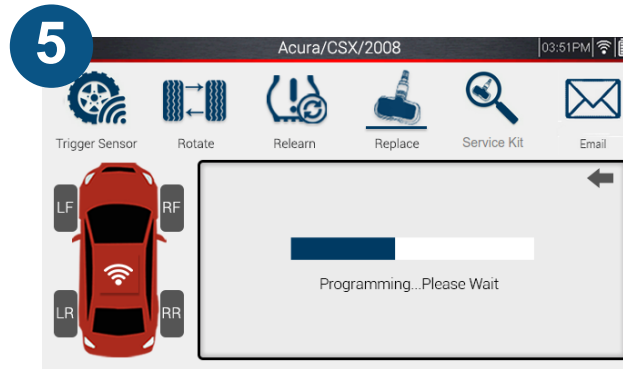 5
Acura/CSX/2008
03:51PM
Trigger Sensor
Rotate
Relearn
Replace
Service Kit
Email
LF
RF
Programming...Please Wait
LR
RR